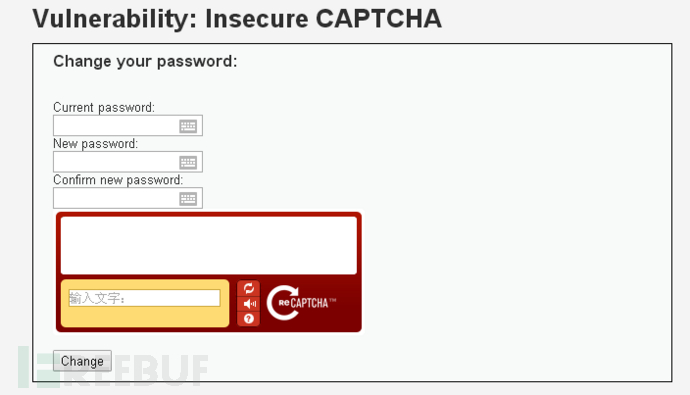 Vulnerability: Insecure CAPTCHA
Change your password:
Current password:
New password:
Confirm new password:
输入文字:
reCAPTCHA™
?
Change
FREEBUF